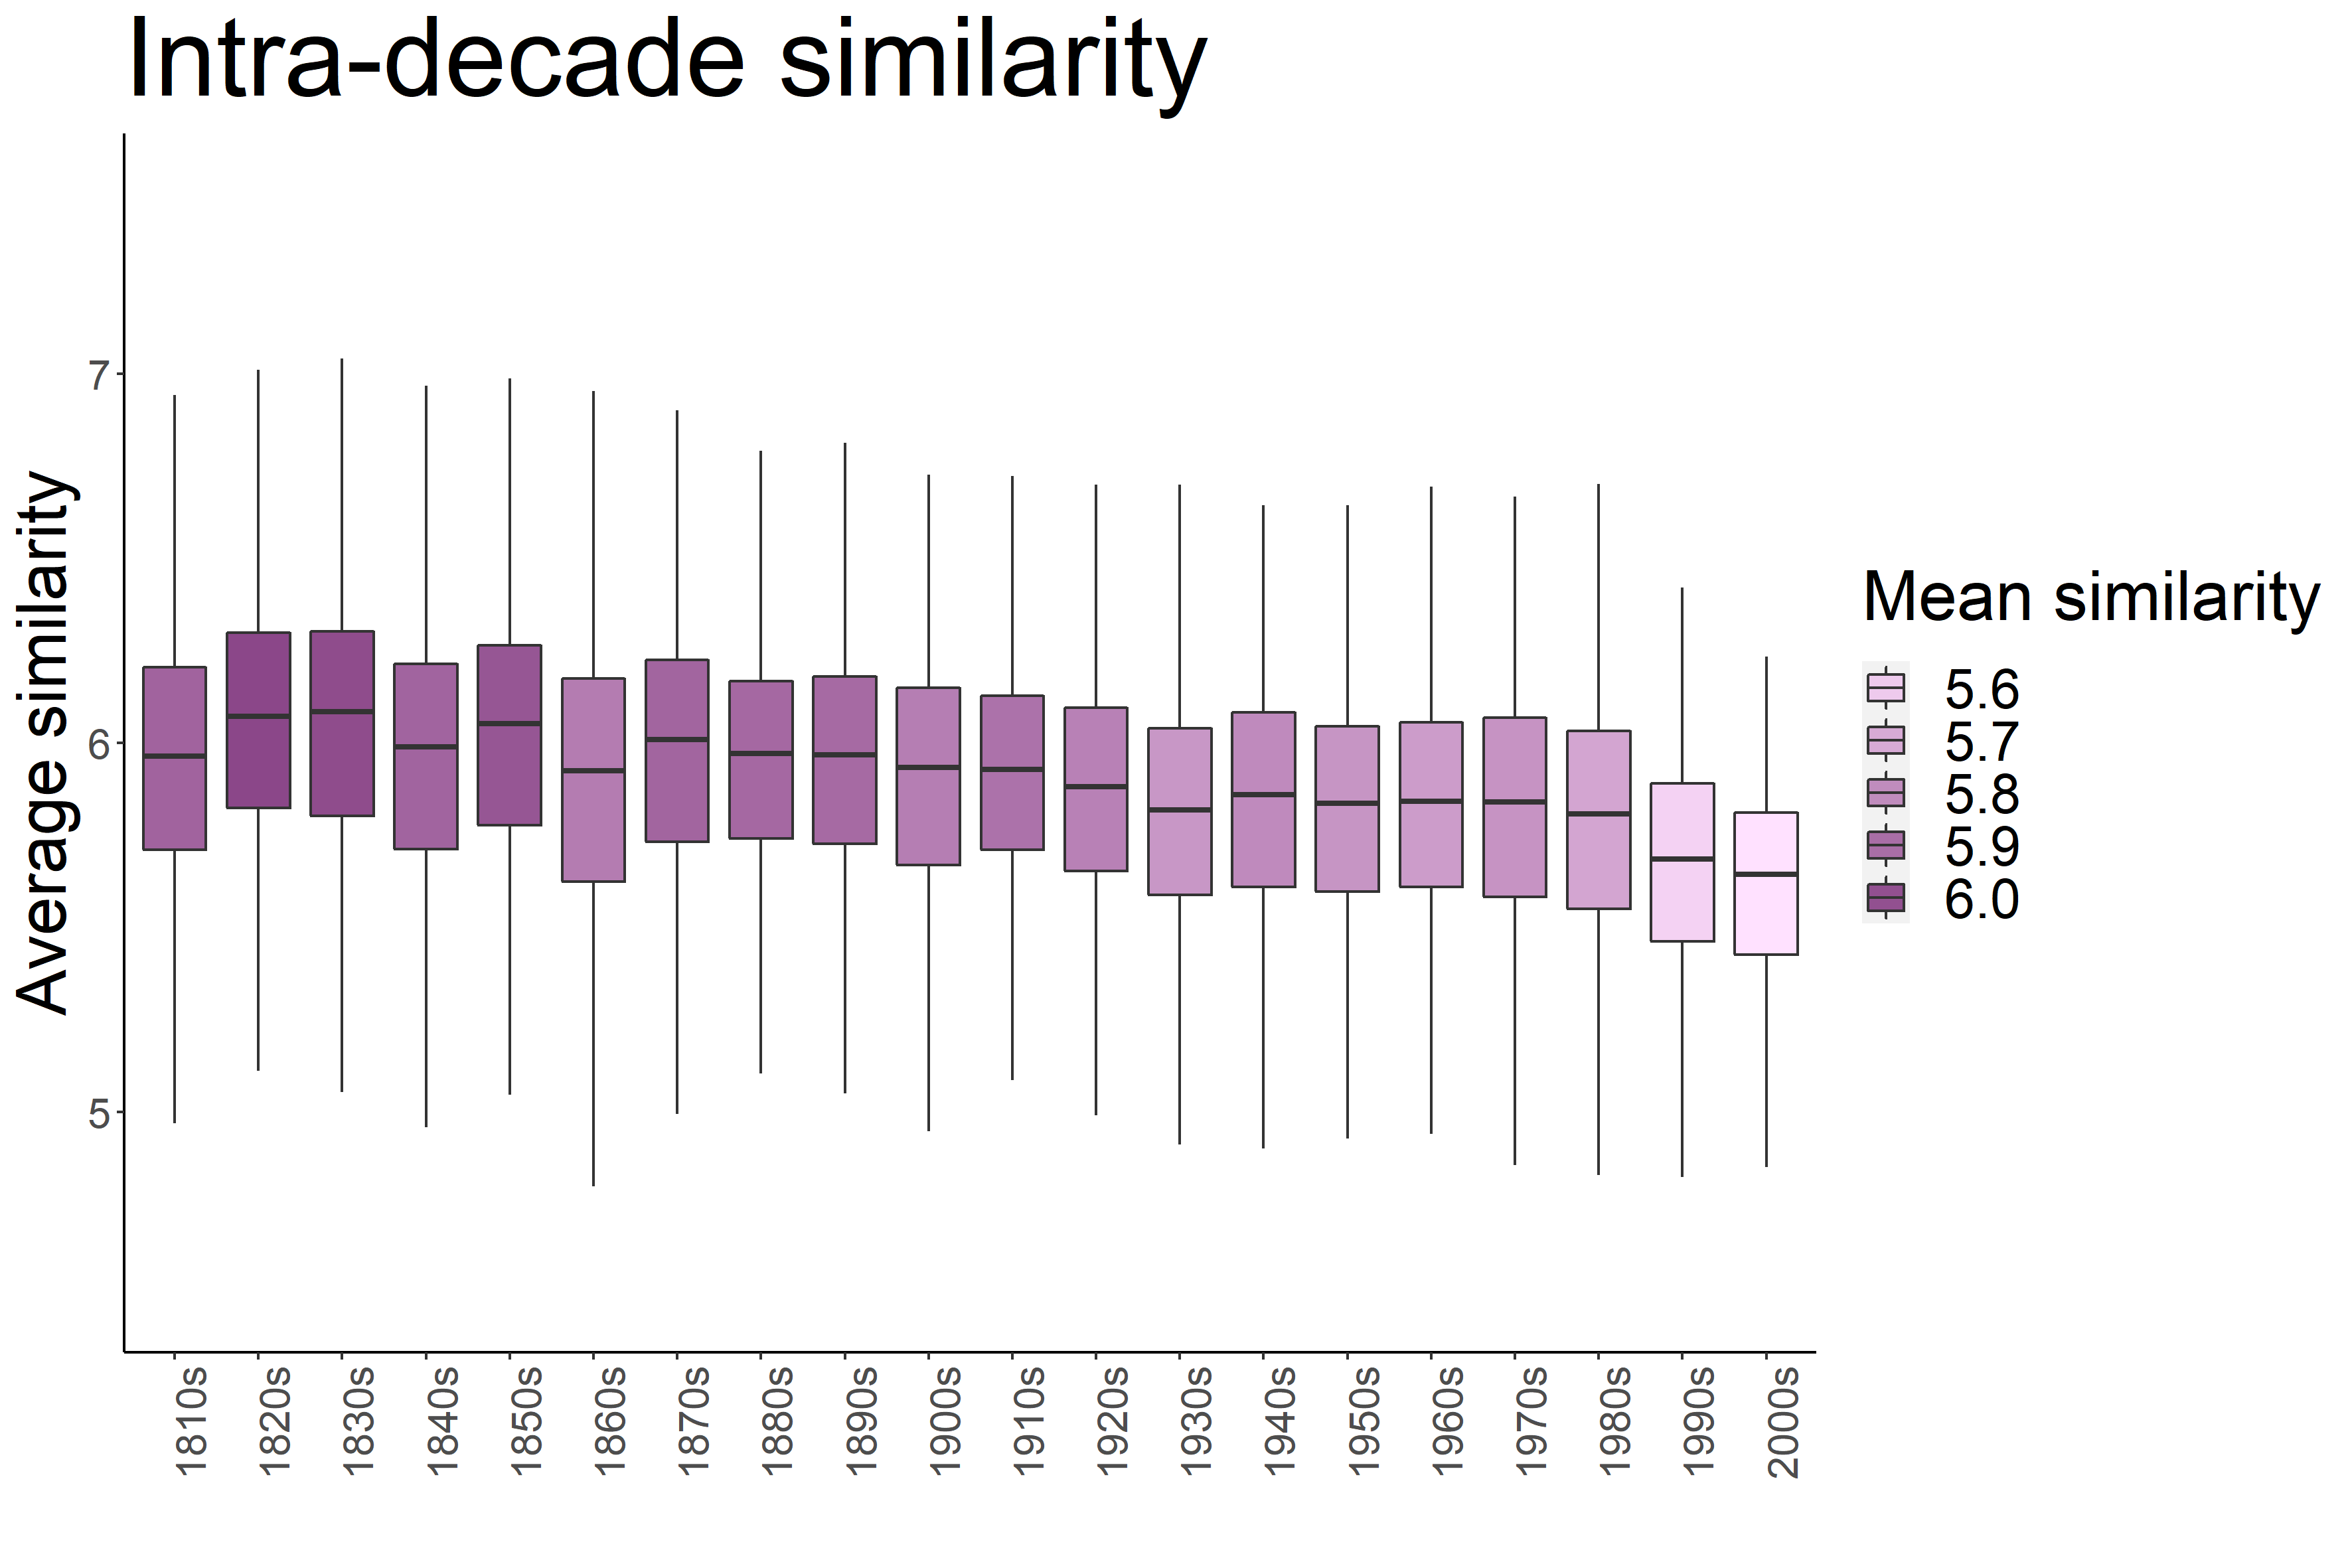 Intra-decade similarity
Average similarity
7
6
5
1810s
1820s
1830s
1840s
1850s
1860s
1870s
1880s
1890s
1900s
1910s
1920s
1930s
1940s
1950s
1960s
1970s
1980s
1990s
2000s
Mean similarity
5.6
5.7
5.8
5.9
6.0